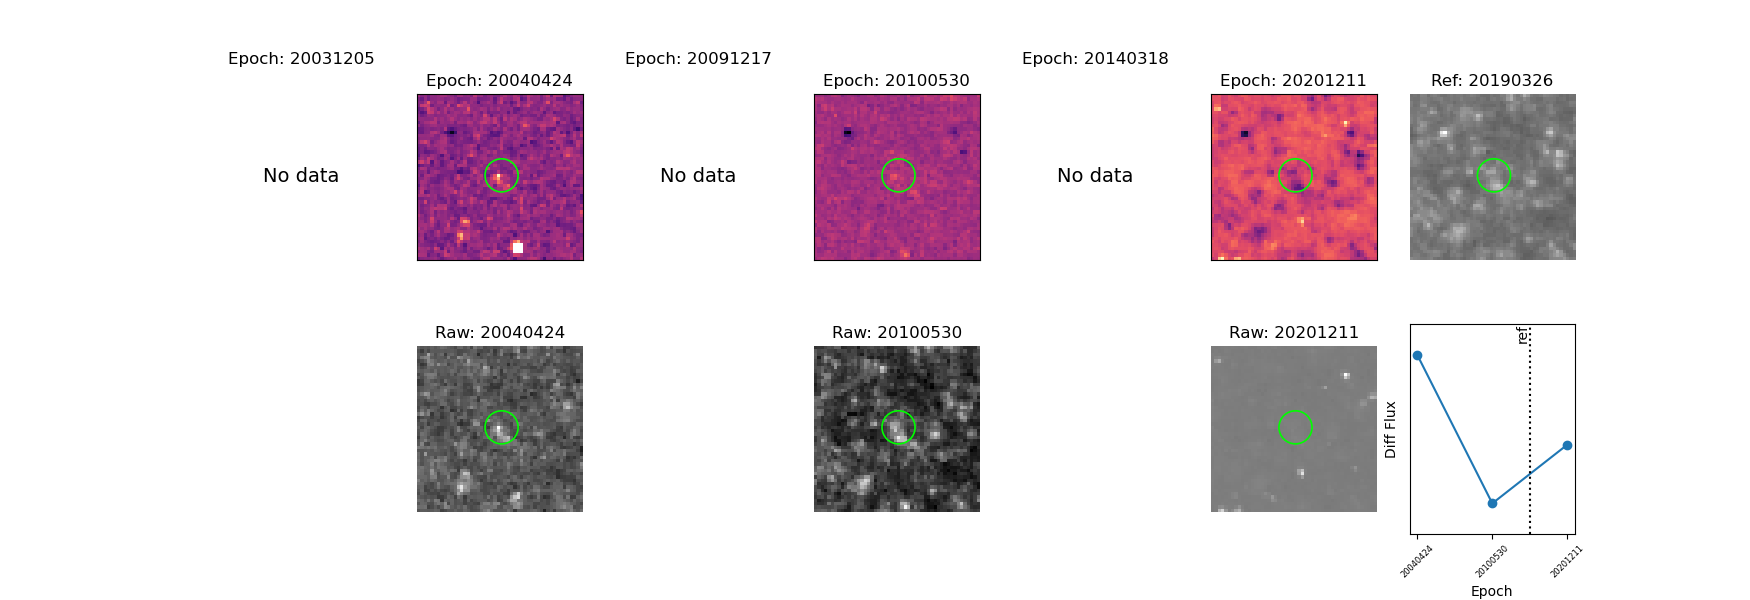 Epoch: 20031205
Epoch: 20091217
Epoch: 20140318
Epoch: 20040424
Epoch: 20100530
Epoch: 20201211
Ref: 20190326
No data
No data
No data
Raw: 20040424
Raw: 20100530
Raw: 20201211
ref
Diff Flux
20040424
20100530
20201211
Epoch